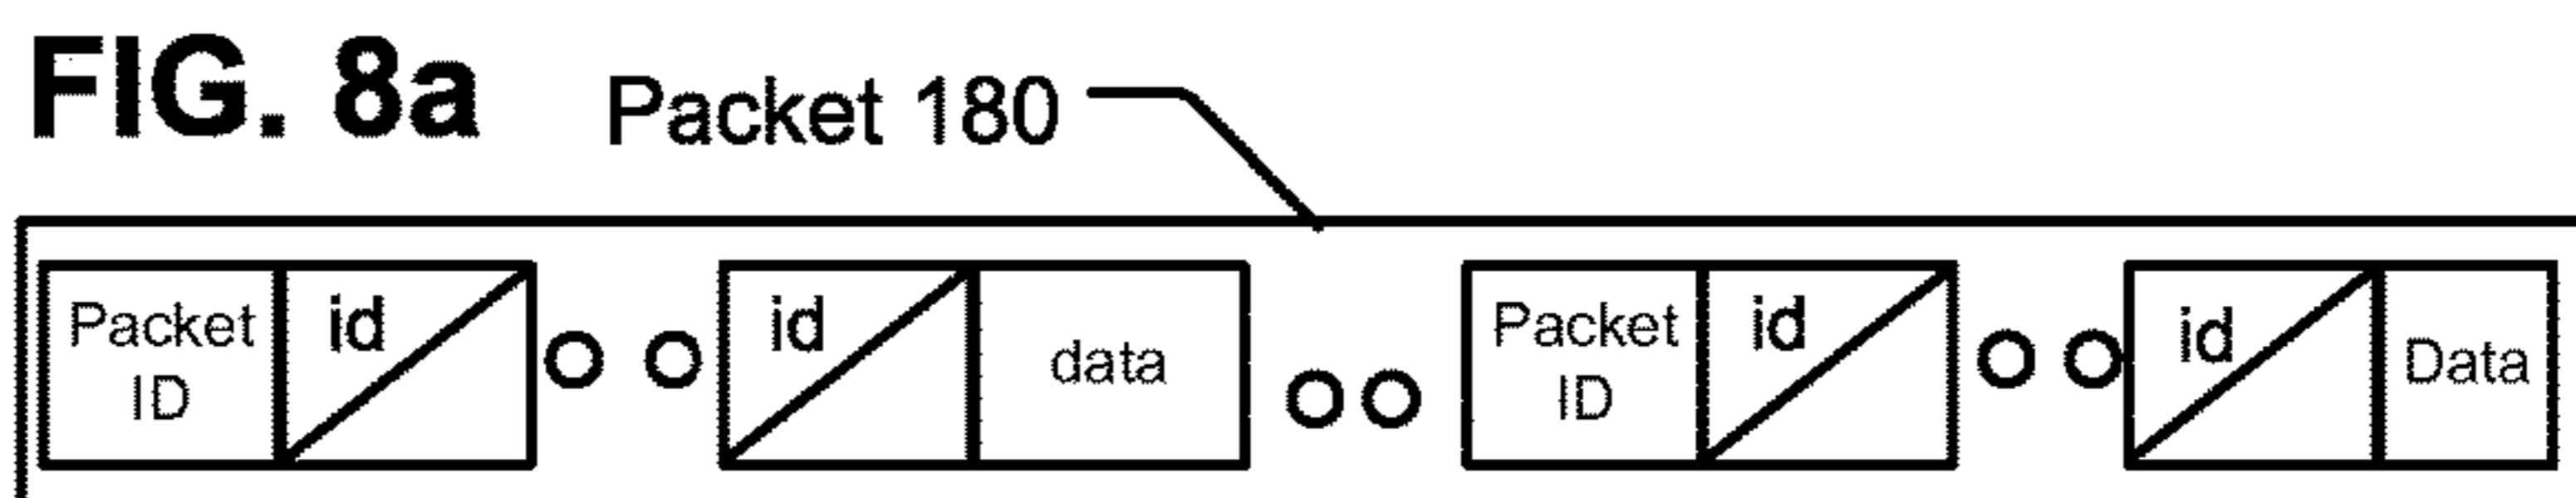 FIG. 8a
Packet 180
Packet
ID
id
id
data
Packet
ID
id
id
Data